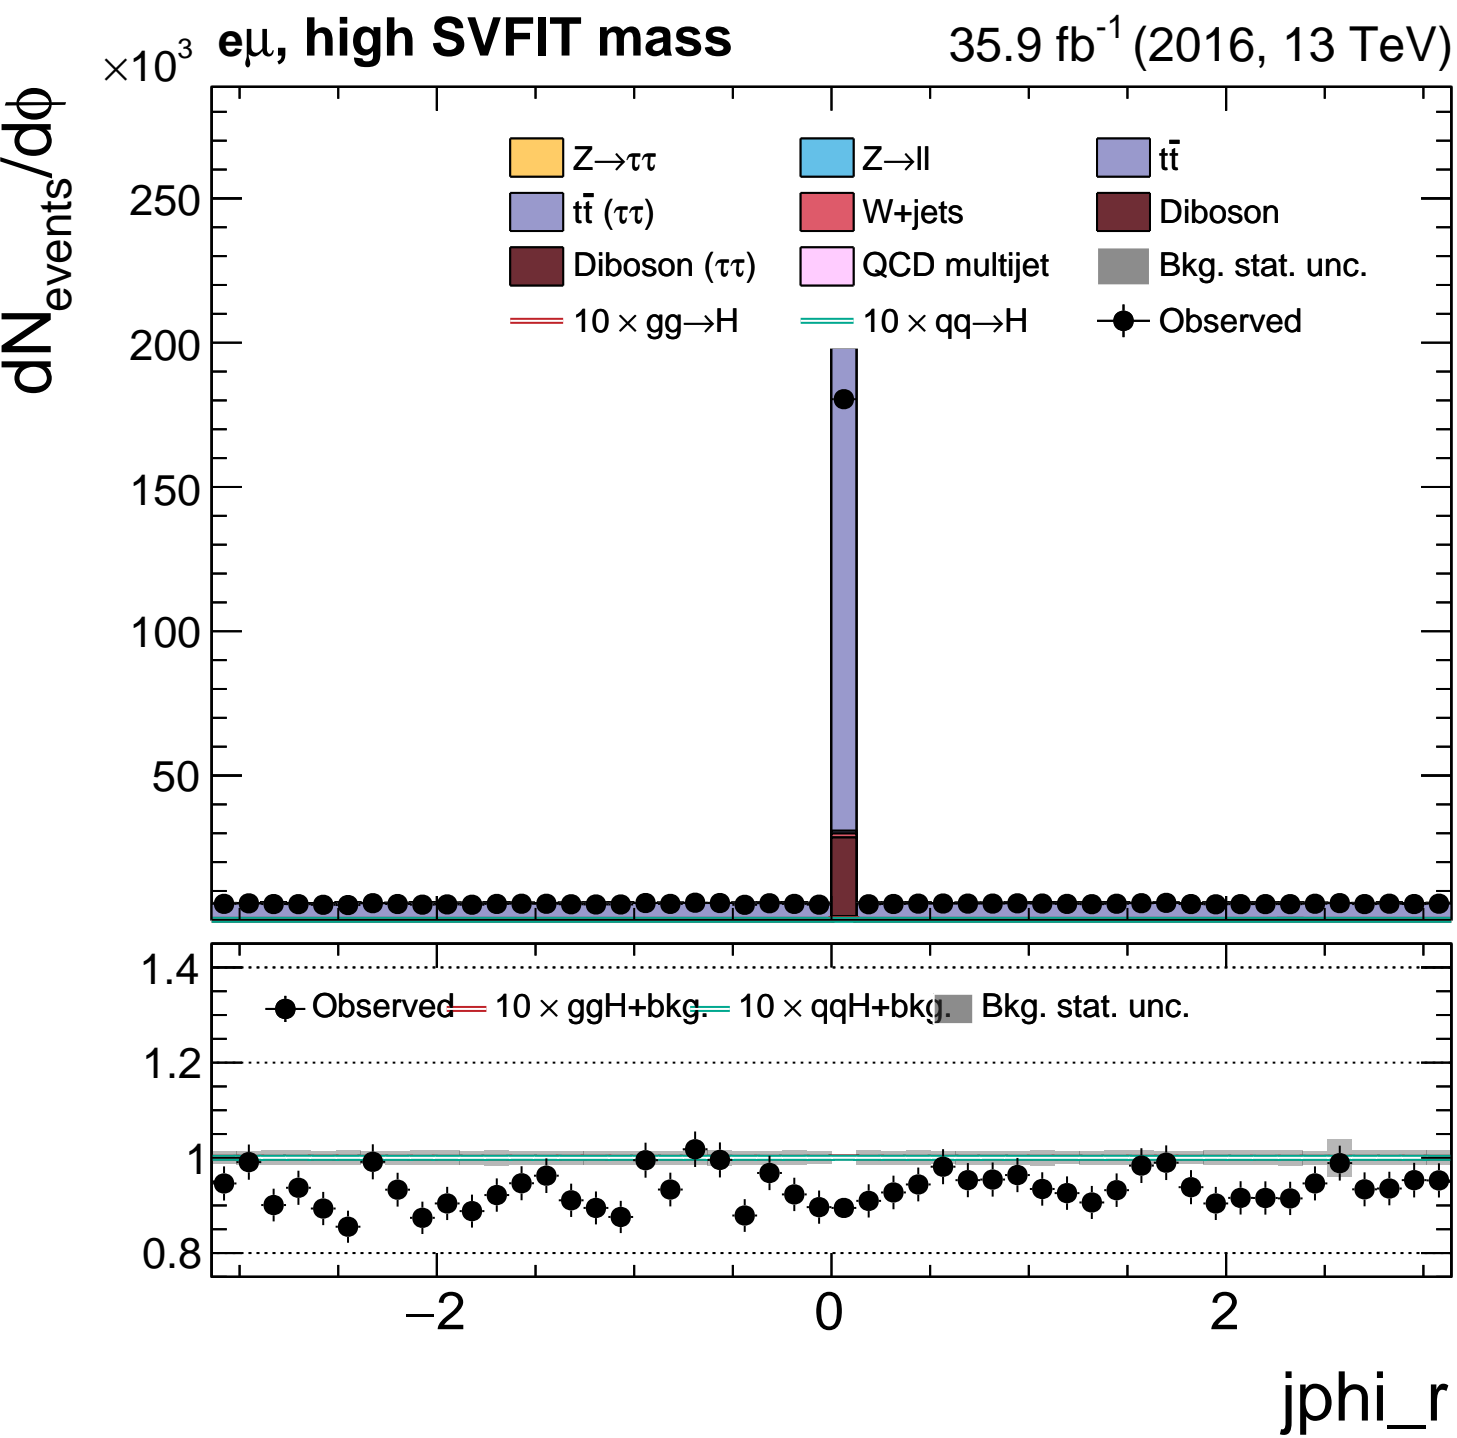 ×10³ eμ, high SVFIT mass 35.9 fb⁻¹ (2016, 13 TeV)
dN_events/dϕ
Z→ττ Z→ll tt̄
tt̄ (ττ) W+jets Diboson
Diboson (ττ) QCD multijet Bkg. stat. unc.
10 × gg→H 10 × qq→H Observed
250
200
150
100
50
1.4
Observed 10 × ggH+bkg. 10 × qqH+bkg. Bkg. stat. unc.
1.2
1
0.8
−2 0 2
jphi_r